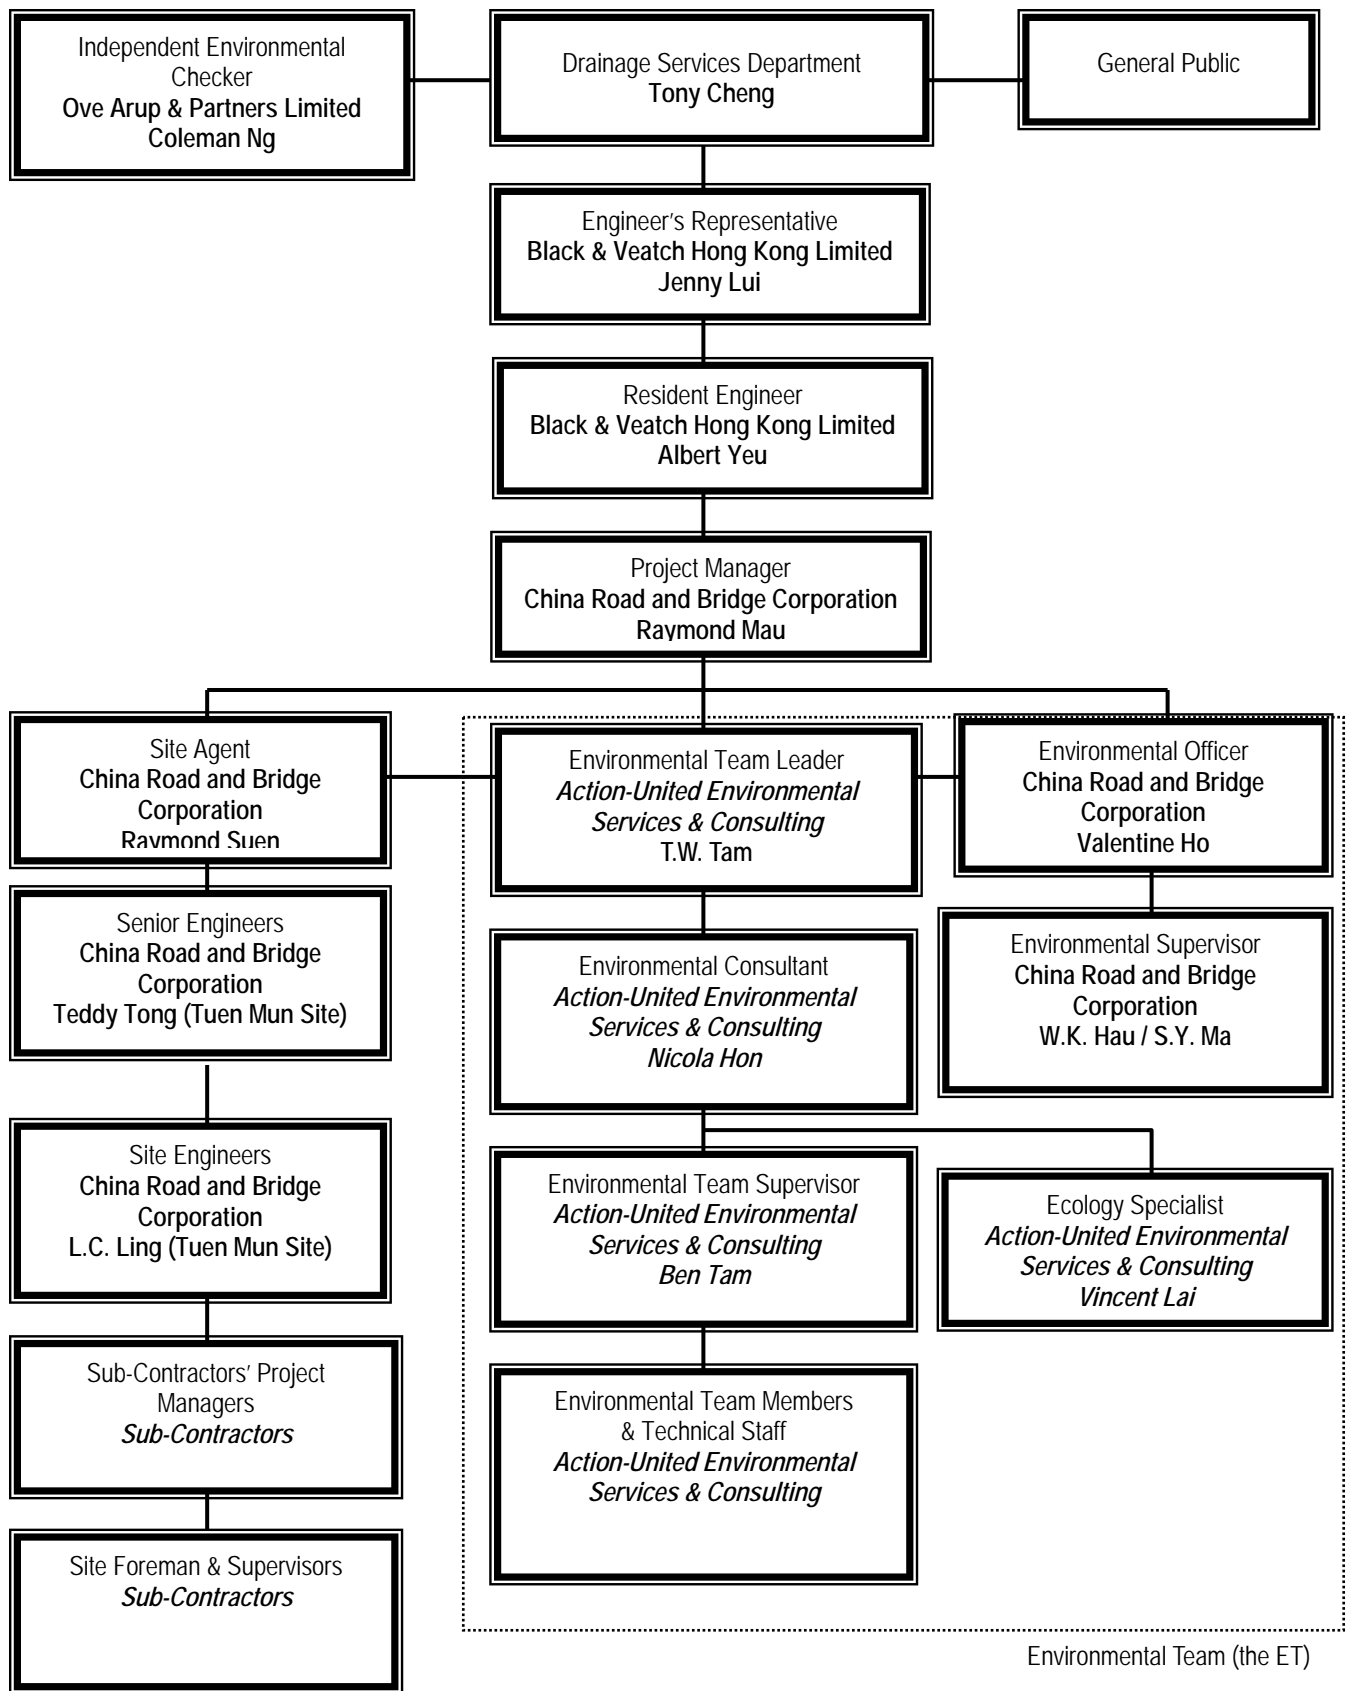 Independent Environmental
Checker
Ove Arup & Partners Limited
Coleman Ng
Drainage Services Department
Tony Cheng
General Public
Engineer's Representative
Black & Veatch Hong Kong Limited
Jenny Lui
Resident Engineer
Black & Veatch Hong Kong Limited
Albert Yeu
Project Manager
China Road and Bridge Corporation
Raymond Mau
Site Agent
China Road and Bridge
Corporation
Raymond Suen
Environmental Team Leader
Action-United Environmental
Services & Consulting
T.W. Tam
Environmental Officer
China Road and Bridge
Corporation
Valentine Ho
Senior Engineers
China Road and Bridge
Corporation
Teddy Tong (Tuen Mun Site)
Environmental Consultant
Action-United Environmental
Services & Consulting
Nicola Hon
Environmental Supervisor
China Road and Bridge
Corporation
W.K. Hau / S.Y. Ma
Site Engineers
China Road and Bridge
Corporation
L.C. Ling (Tuen Mun Site)
Environmental Team Supervisor
Action-United Environmental
Services & Consulting
Ben Tam
Ecology Specialist
Action-United Environmental
Services & Consulting
Vincent Lai
Sub-Contractors' Project
Managers
Sub-Contractors
Environmental Team Members
& Technical Staff
Action-United Environmental
Services & Consulting
Site Foreman & Supervisors
Sub-Contractors
Environmental Team (the ET)